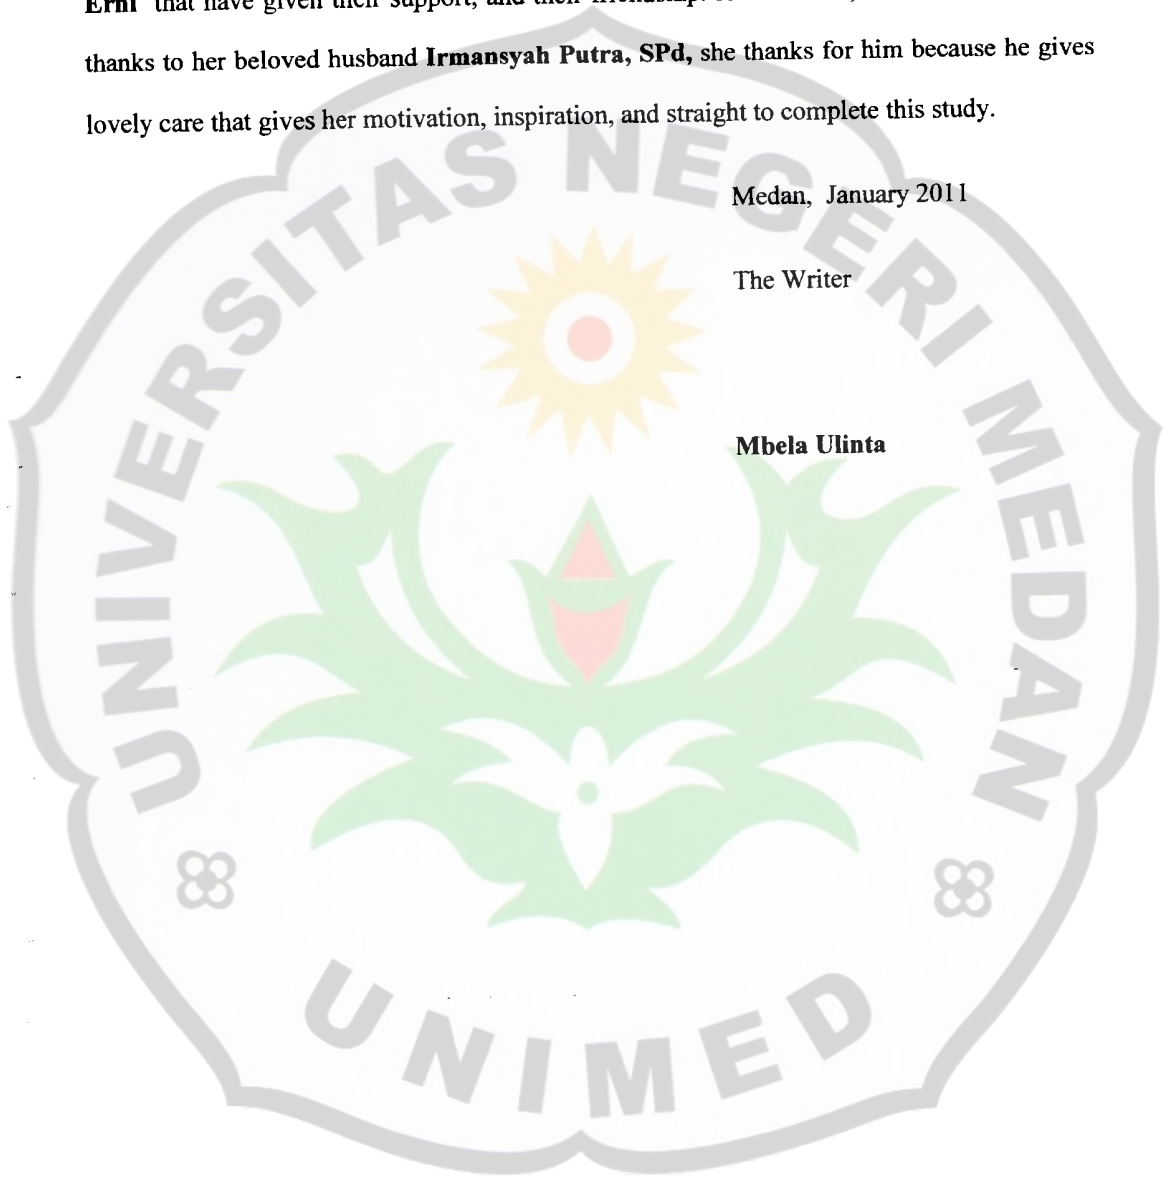 Erni that have given their support, and their friendship.
thanks to her beloved husband Irmansyah Putra, SPd, she thanks for him because he gives
lovely care that gives her motivation, inspiration, and straight to complete this study.
Medan, January 2011
The Writer
Mbela Ulinta
UNIVERSITAS NEGERI MEDAN
UNIMED